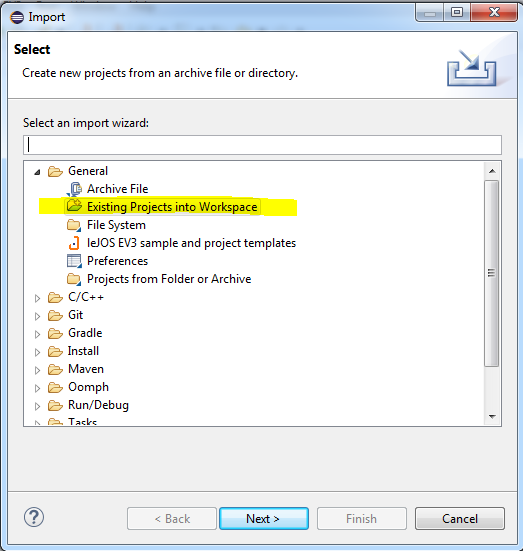 Import
Select
Create new projects from an archive file or directory.
Select an import wizard:
General
Archive File
Existing Projects into Workspace
File System
leJOS EV3 sample and project templates
Preferences
Projects from Folder or Archive
C/C++
Git
Gradle
Install
Maven
Oomph
Run/Debug
Tasks
? < Back Next > Finish Cancel